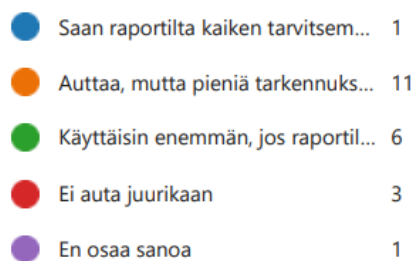 Saan raportilta kaiken tarvitsem... 1
Auttaa, mutta pieniä tarkennuks... 11
Käyttäisin enemmän, jos raportil... 6
Ei auta juurikaan 3
En osaa sanoa 1